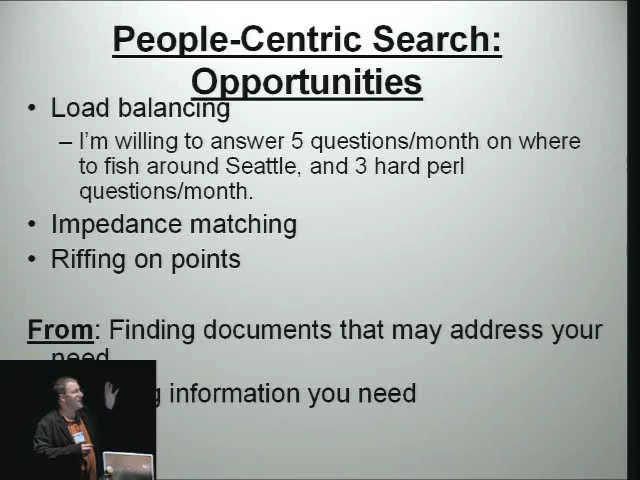 People-Centric Search:
Opportunities
• Load balancing
– I'm willing to answer 5 questions/month on where
to fish around Seattle, and 3 hard perl
questions/month.
• Impedance matching
• Riffing on points
From: Finding documents that may address your
need
information you need